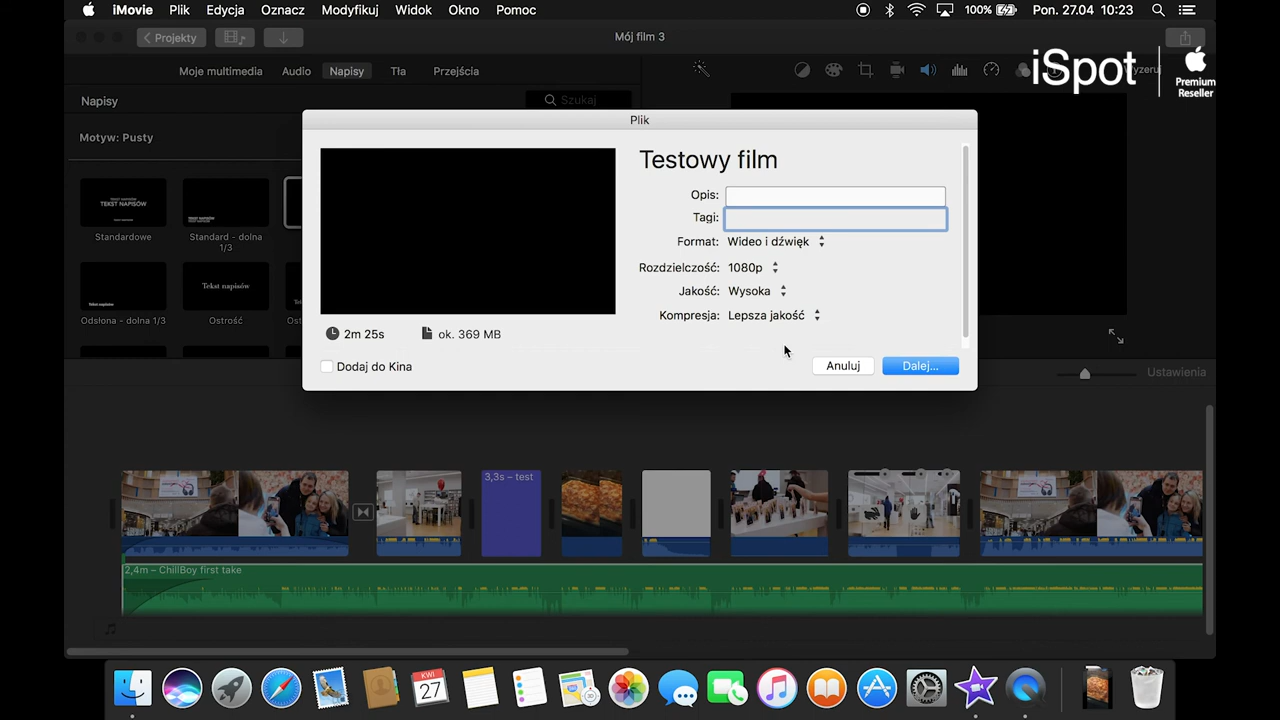 iMovie Plik Edycja Oznacz Modyfikuj Widok Okno Pomoc 100% Pon. 27.04 10:23
Projekty Mój film 3
Moje multimedia Audio Napisy Tła Przejścia
iSpot Premium Reseller
Napisy Szukaj
Motyw: Pusty
TEKST NAPISÓW
Standardowe
Standard - dolna 1/3
Odsłona - dolna 1/3
Tekst napisów
Ostrość
Plik
Testowy film
Opis:
Tagi:
Format: Wideo i dźwięk
Rozdzielczość: 1080p
Jakość: Wysoka
Kompresja: Lepsza jakość
2m 25s ok. 369 MB
Dodaj do Kina Anuluj Dalej...
Ustawienia
3,3s – test
2,4m – ChillBoy first take
KWI
27